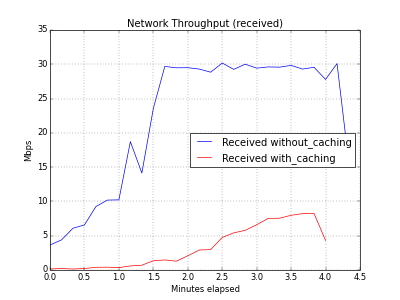 Network Throughput (received)
35
30
25
20
15
10
5
0
Mbps
Received without_caching
Received with_caching
0.0 0.5 1.0 1.5 2.0 2.5 3.0 3.5 4.0 4.5
Minutes elapsed